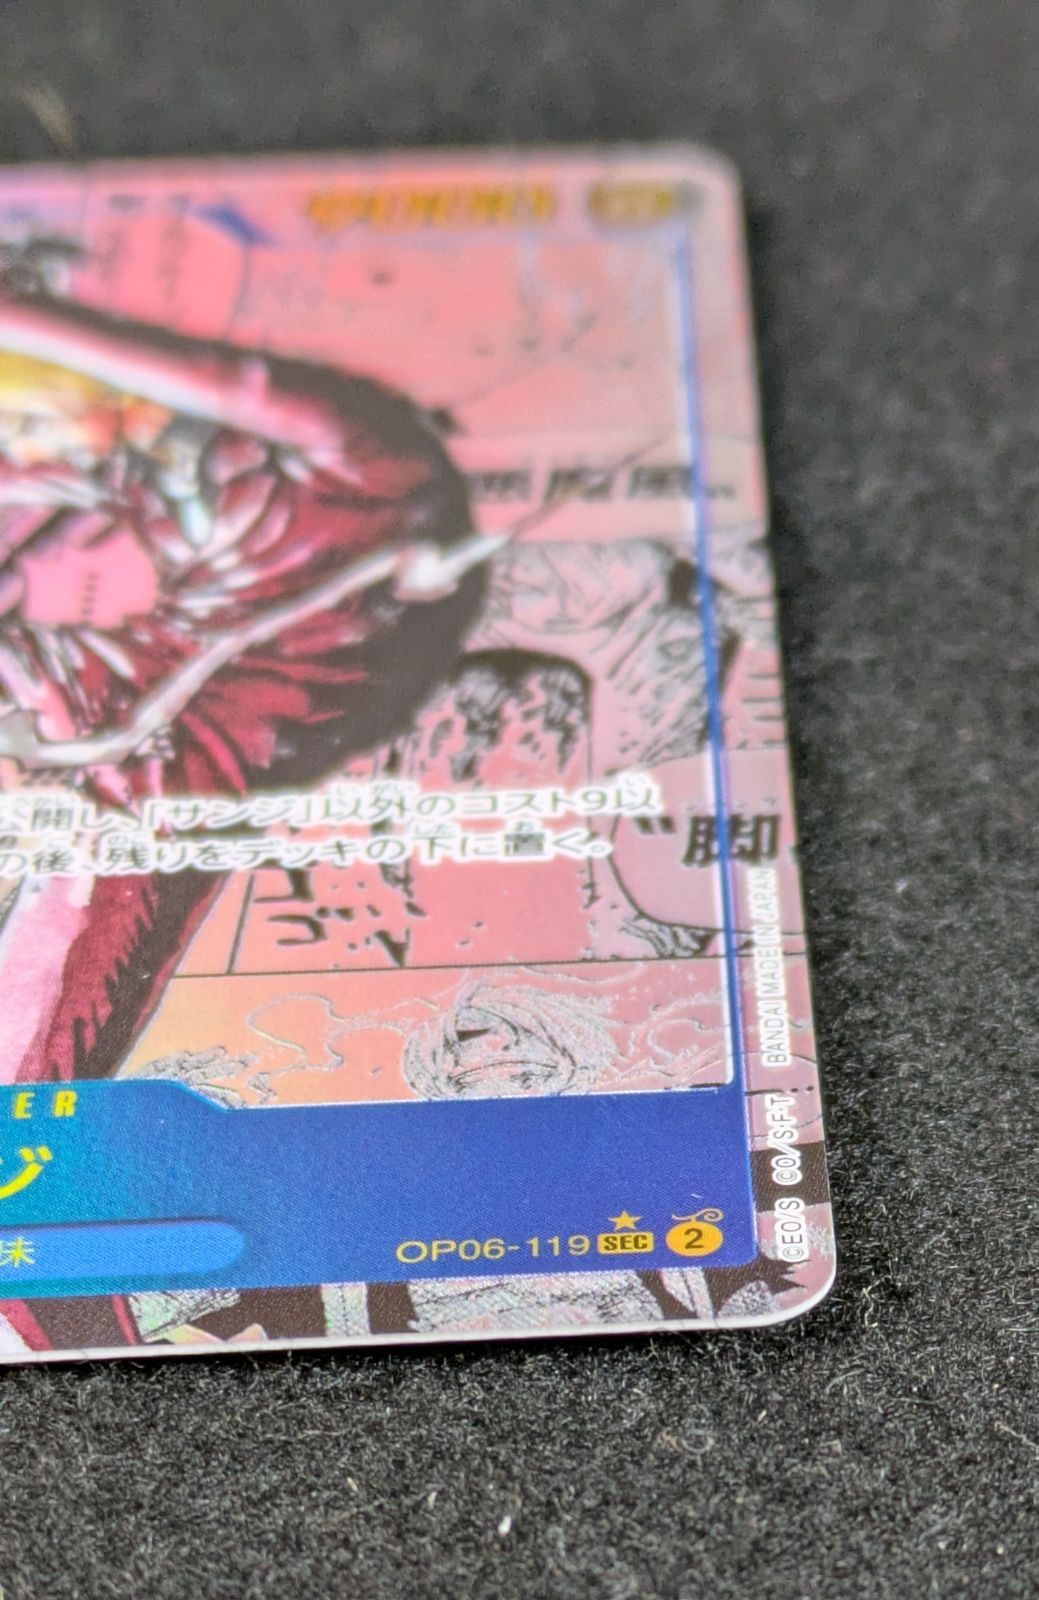 公開し、「サンジ」以外のコスト9以
の後、残りをデッキの下に置く。
"脚
ER
ジ
味
OP06-119 SEC 2
©EO/S ©O/S・F・T BANDAI MADE IN JAPAN